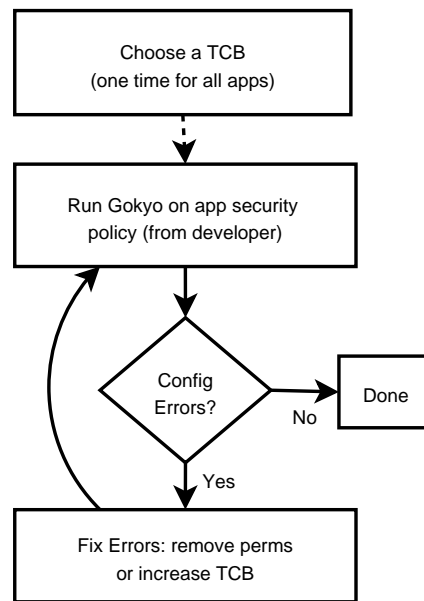 Choose a TCB
(one time for all apps)
Run Gokyo on app security
policy (from developer)
Config
Errors?
No
Done
Yes
Fix Errors: remove perms
or increase TCB